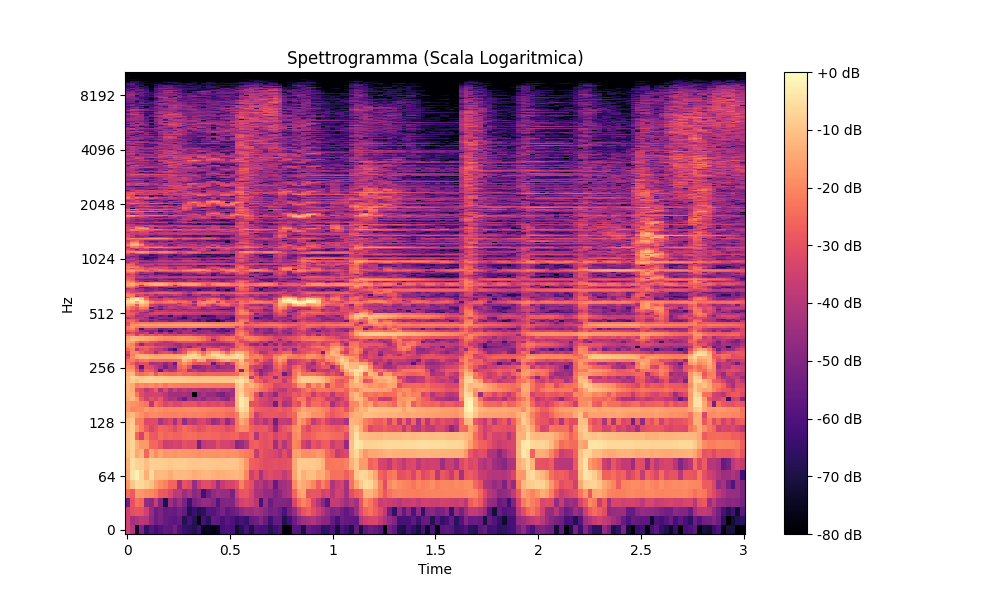 Spettrogramma (Scala Logaritmica)
Hz
8192
4096
2048
1024
512
256
128
64
0
0
0.5
1
1.5
2
2.5
3
Time
+0 dB
-10 dB
-20 dB
-30 dB
-40 dB
-50 dB
-60 dB
-70 dB
-80 dB